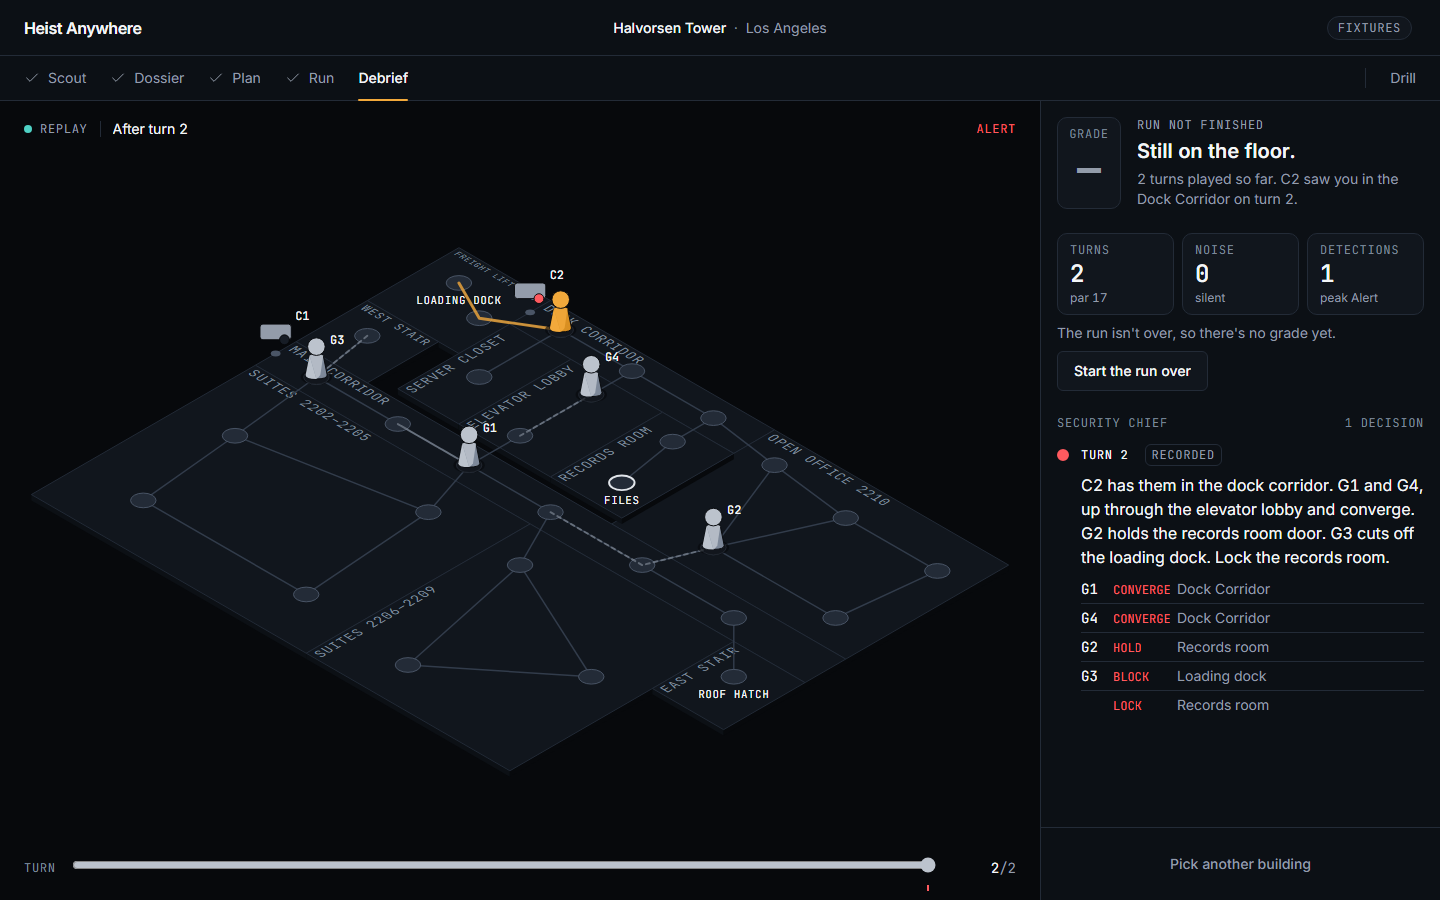 Heist Anywhere
Halvorsen Tower · Los Angeles
FIXTURES
Scout
Dossier
Plan
Run
Debrief
Drill
REPLAY
After turn 2
ALERT
FREIGHT LIFT
C2
LOADING DOCK
C1
WEST STAIR
DOCK CORRIDOR
G3
MAIN CORRIDOR
SERVER CLOSET
G4
SUITES 2202-2205
ELEVATOR LOBBY
G1
RECORDS ROOM
OPEN OFFICE 2210
FILES
G2
SUITES 2206-2209
EAST STAIR
ROOF HATCH
TURN
2/2
GRADE
—
RUN NOT FINISHED
Still on the floor.
2 turns played so far. C2 saw you in the
Dock Corridor on turn 2.
TURNS
2
par 17
NOISE
0
silent
DETECTIONS
1
peak Alert
The run isn't over, so there's no grade yet.
Start the run over
SECURITY CHIEF
1 DECISION
TURN 2
RECORDED
C2 has them in the dock corridor. G1 and G4,
up through the elevator lobby and converge.
G2 holds the records room door. G3 cuts off
the loading dock. Lock the records room.
G1 CONVERGE Dock Corridor
G4 CONVERGE Dock Corridor
G2 HOLD Records room
G3 BLOCK Loading dock
LOCK Records room
Pick another building